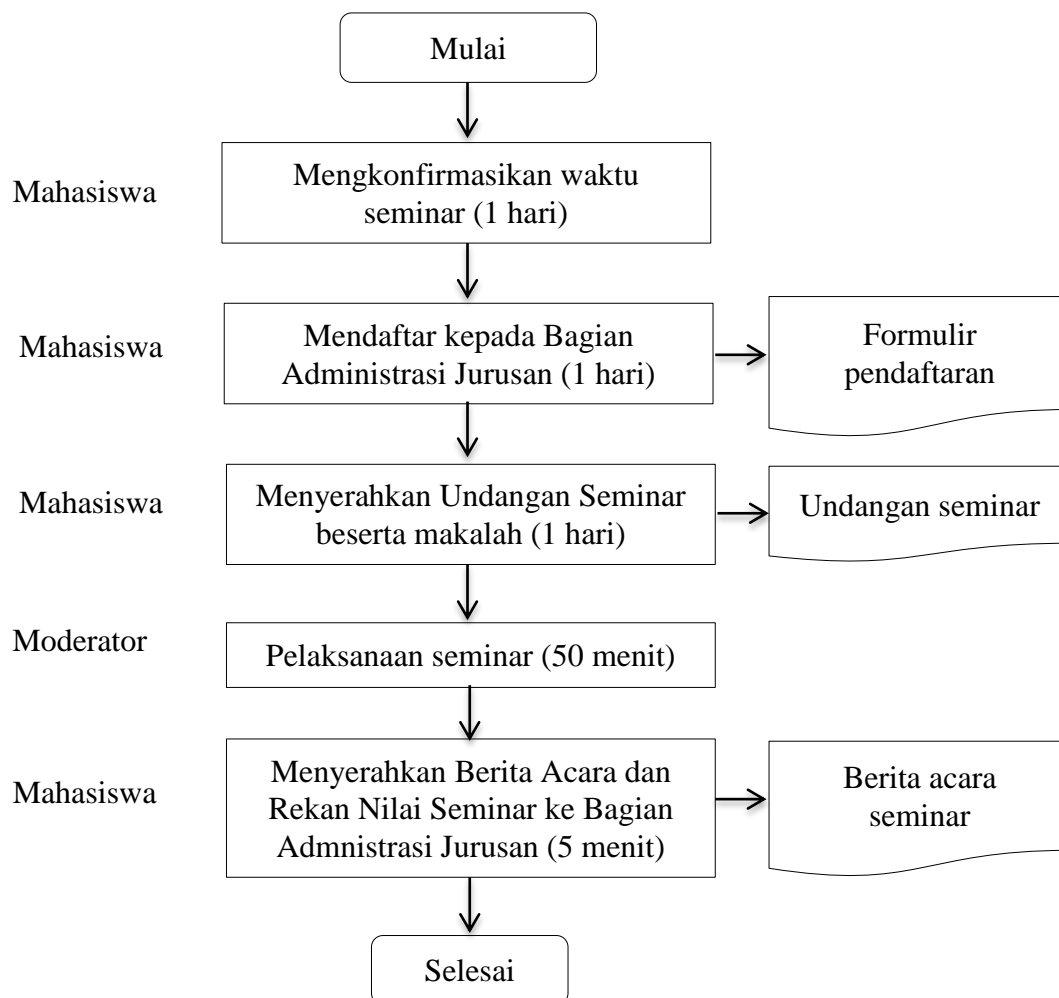 Mulai
Mahasiswa
Mengkonfirmasikan waktu
seminar (1 hari)
Mahasiswa
Mendaftar kepada Bagian
Administrasi Jurusan (1 hari)
Formulir
pendaftaran
Mahasiswa
Menyerahkan Undangan Seminar
beserta makalah (1 hari)
Undangan seminar
Moderator
Pelaksanaan seminar (50 menit)
Mahasiswa
Menyerahkan Berita Acara dan
Rekan Nilai Seminar ke Bagian
Admnistrasi Jurusan (5 menit)
Berita acara
seminar
Selesai